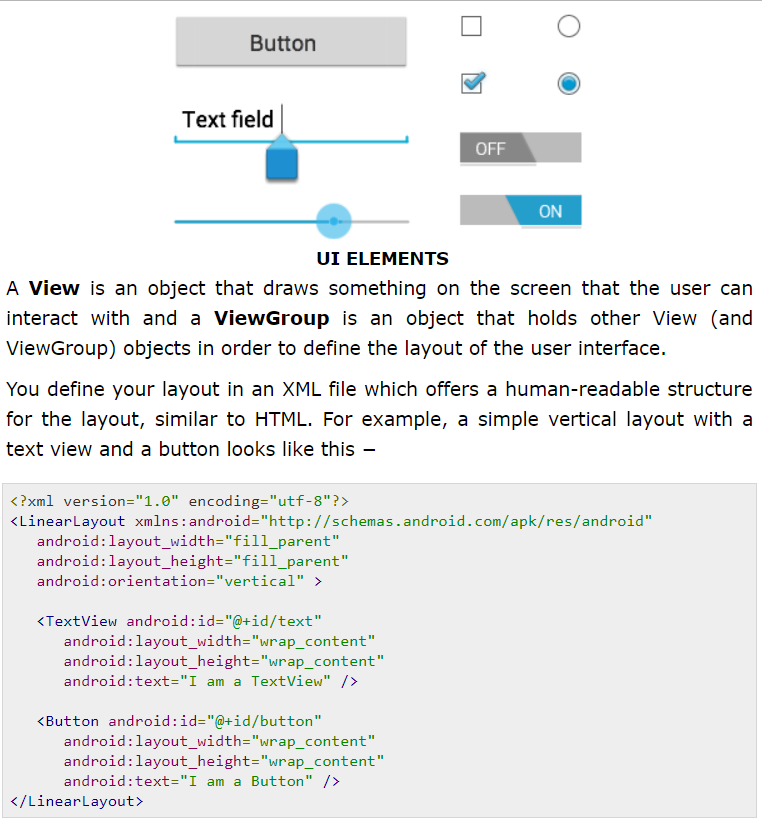 Button
Text field
OFF
ON
UI ELEMENTS
A View is an object that draws something on the screen that the user can
interact with and a ViewGroup is an object that holds other View (and
ViewGroup) objects in order to define the layout of the user interface.
You define your layout in an XML file which offers a human-readable structure
for the layout, similar to HTML. For example, a simple vertical layout with a
text view and a button looks like this −
<?xml version="1.0" encoding="utf-8"?>
<LinearLayout xmlns:android="http://schemas.android.com/apk/res/android"
   android:layout_width="fill_parent"
   android:layout_height="fill_parent"
   android:orientation="vertical" >
   <TextView android:id="@+id/text"
      android:layout_width="wrap_content"
      android:layout_height="wrap_content"
      android:text="I am a TextView" />
   <Button android:id="@+id/button"
      android:layout_width="wrap_content"
      android:layout_height="wrap_content"
      android:text="I am a Button" />
</LinearLayout>